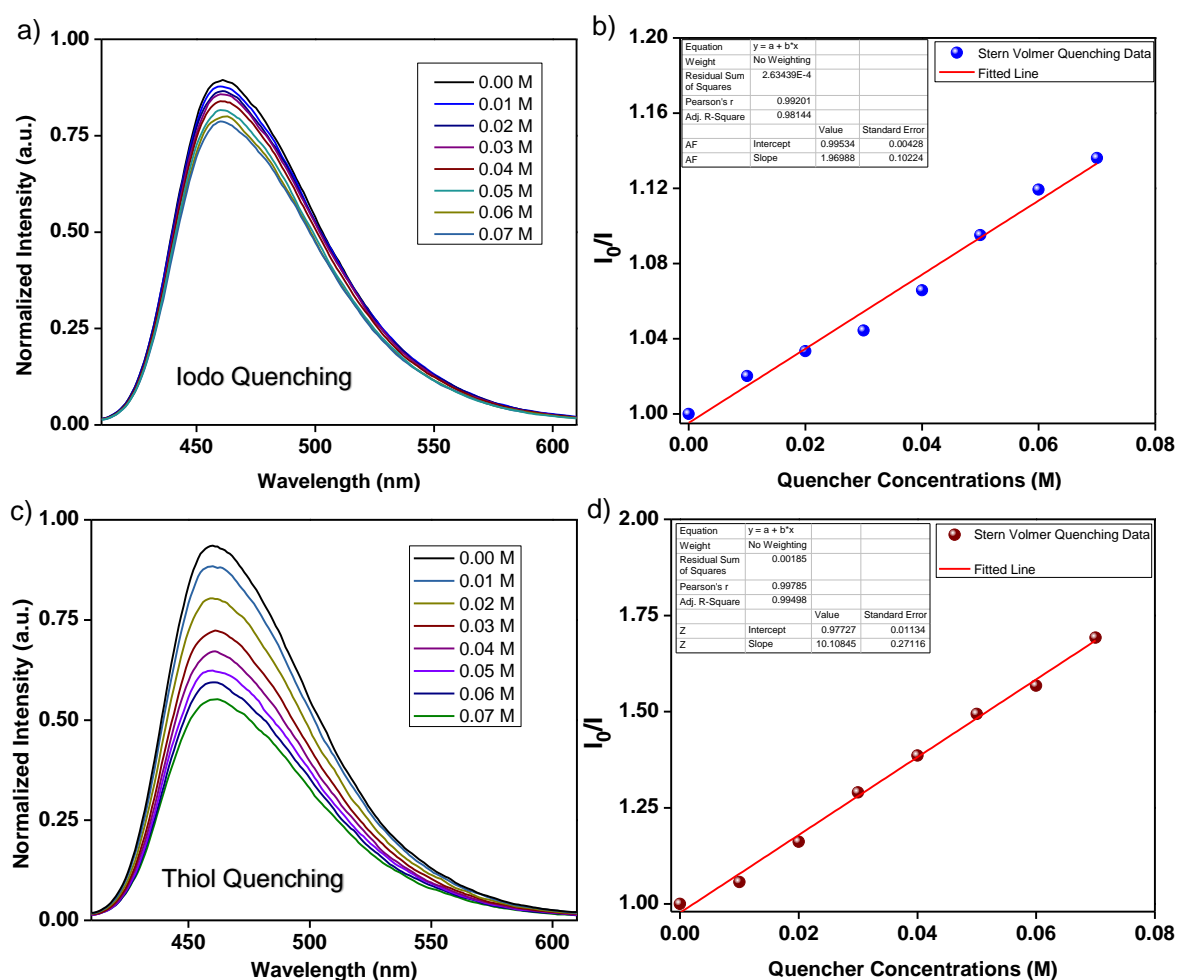 a)
1.00
0.75
0.50
0.25
0.00
Normalized Intensity (a.u.)
0.00 M
0.01 M
0.02 M
0.03 M
0.04 M
0.05 M
0.06 M
0.07 M
Iodo Quenching
450 500 550 600
Wavelength (nm)
b)
1.20
1.16
1.12
1.08
1.04
1.00
I0/I
Equation y = a + b*x
Weight No Weighting
Residual Sum of Squares 2.63439E-4
Pearson's r 0.99201
Adj. R-Square 0.98144
Value Standard Error
AF Intercept 0.99534 0.00428
AF Slope 1.96988 0.10224
Stern Volmer Quenching Data
Fitted Line
0.00 0.02 0.04 0.06 0.08
Quencher Concentrations (M)
c)
1.00
0.75
0.50
0.25
0.00
Normalized Intensity (a.u.)
0.00 M
0.01 M
0.02 M
0.03 M
0.04 M
0.05 M
0.06 M
0.07 M
Thiol Quenching
450 500 550 600
Wavelength (nm)
d)
2.00
1.75
1.50
1.25
1.00
I0/I
Equation y = a + b*x
Weight No Weighting
Residual Sum of Squares 0.00185
Pearson's r 0.99785
Adj. R-Square 0.99498
Value Standard Error
Z Intercept 0.97727 0.01134
Z Slope 10.10845 0.27116
Stern Volmer Quenching Data
Fitted Line
0.00 0.02 0.04 0.06 0.08
Quencher Concentrations (M)